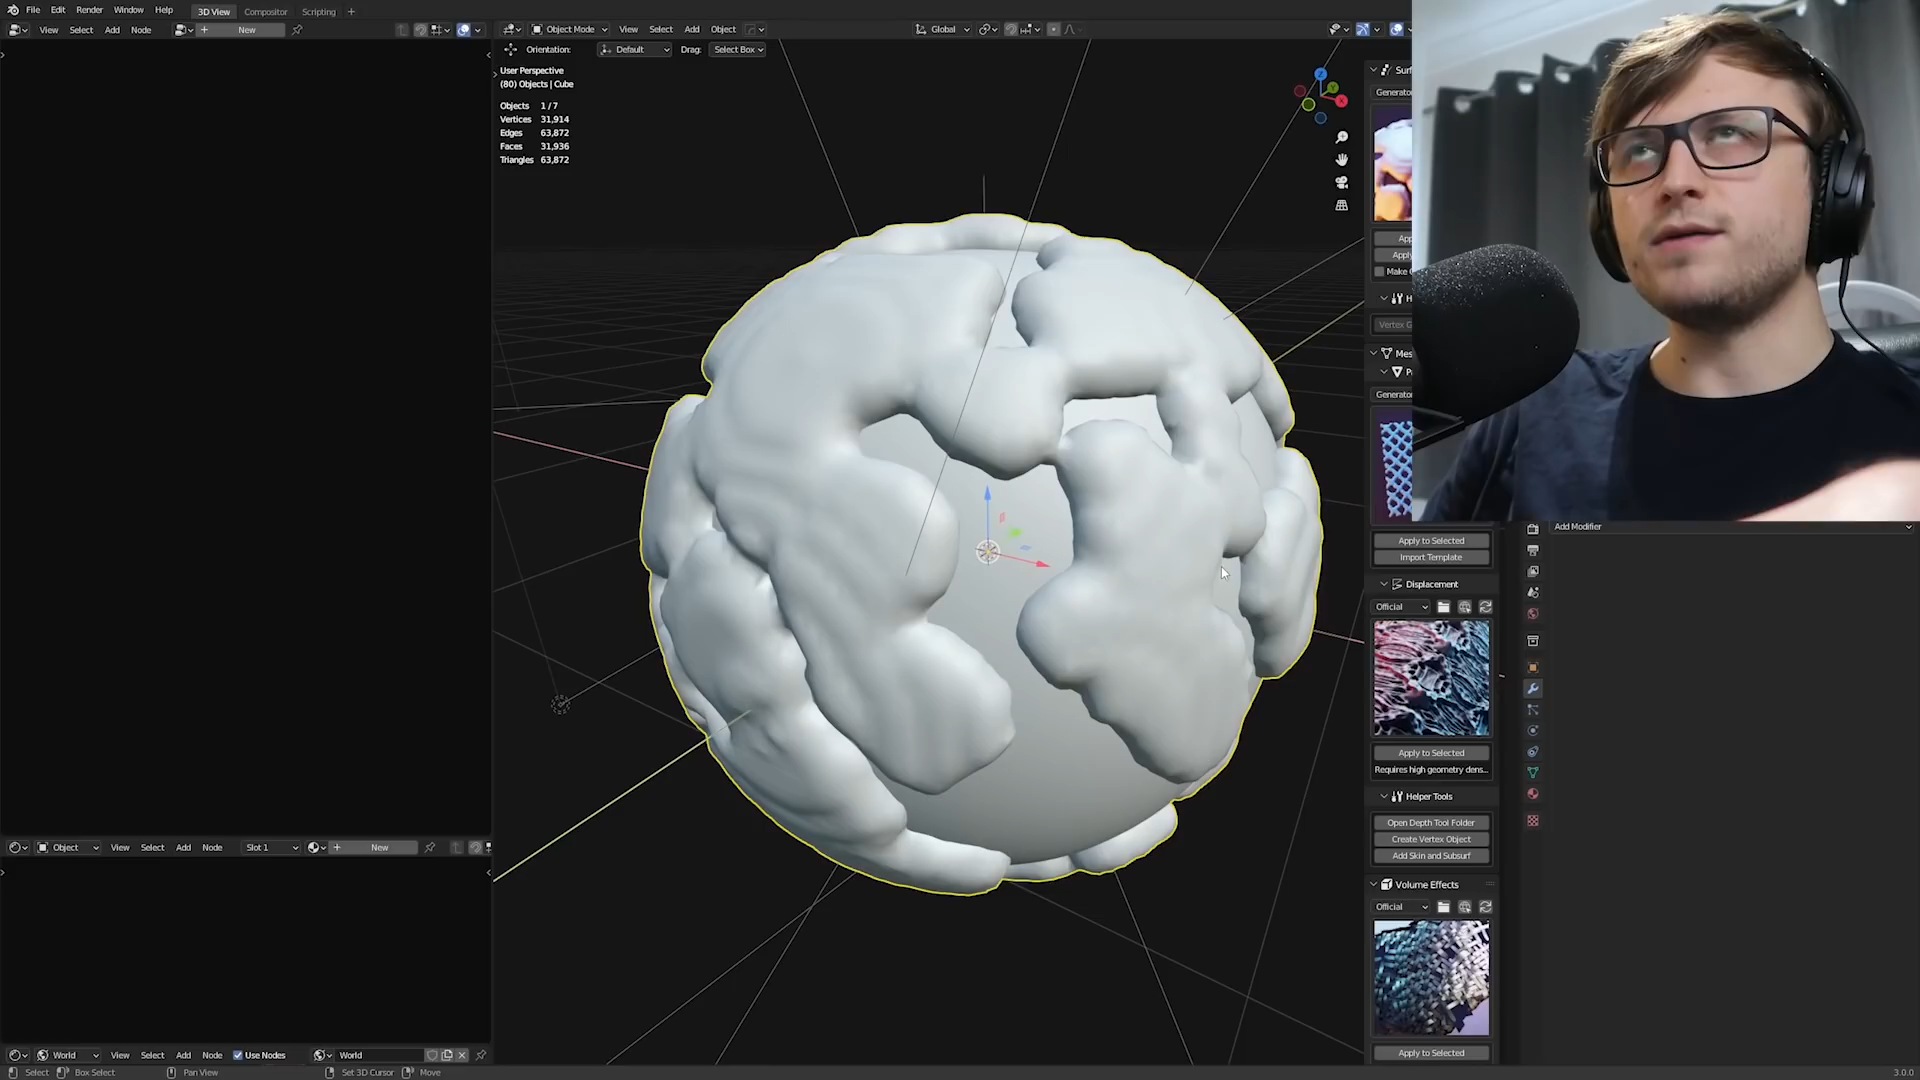 File Edit Render Window Help 3D View Compositor Scripting +
View Select Add Node + New
Object Mode View Select Add Object Global
Orientation: Default Drag: Select Box
User Perspective
(80) Objects | Cube
Objects 1/7
Vertices 31,914
Edges 63,872
Faces 31,936
Triangles 63,872
Surf
Generator
Make
Vertex G
Mes
Generator
Add Modifier
Apply to Selected
Import Template
Displacement
Official
Apply to Selected
Requires high geometry dens...
Helper Tools
Open Depth Tool Folder
Create Vertex Object
Add Skin and Subsurf
Volume Effects
Official
Apply to Selected
Object View Select Add Node Slot 1 + New
World View Select Add Node Use Nodes World
Select Box Select Pan View Set 3D Cursor Move 3.0.0